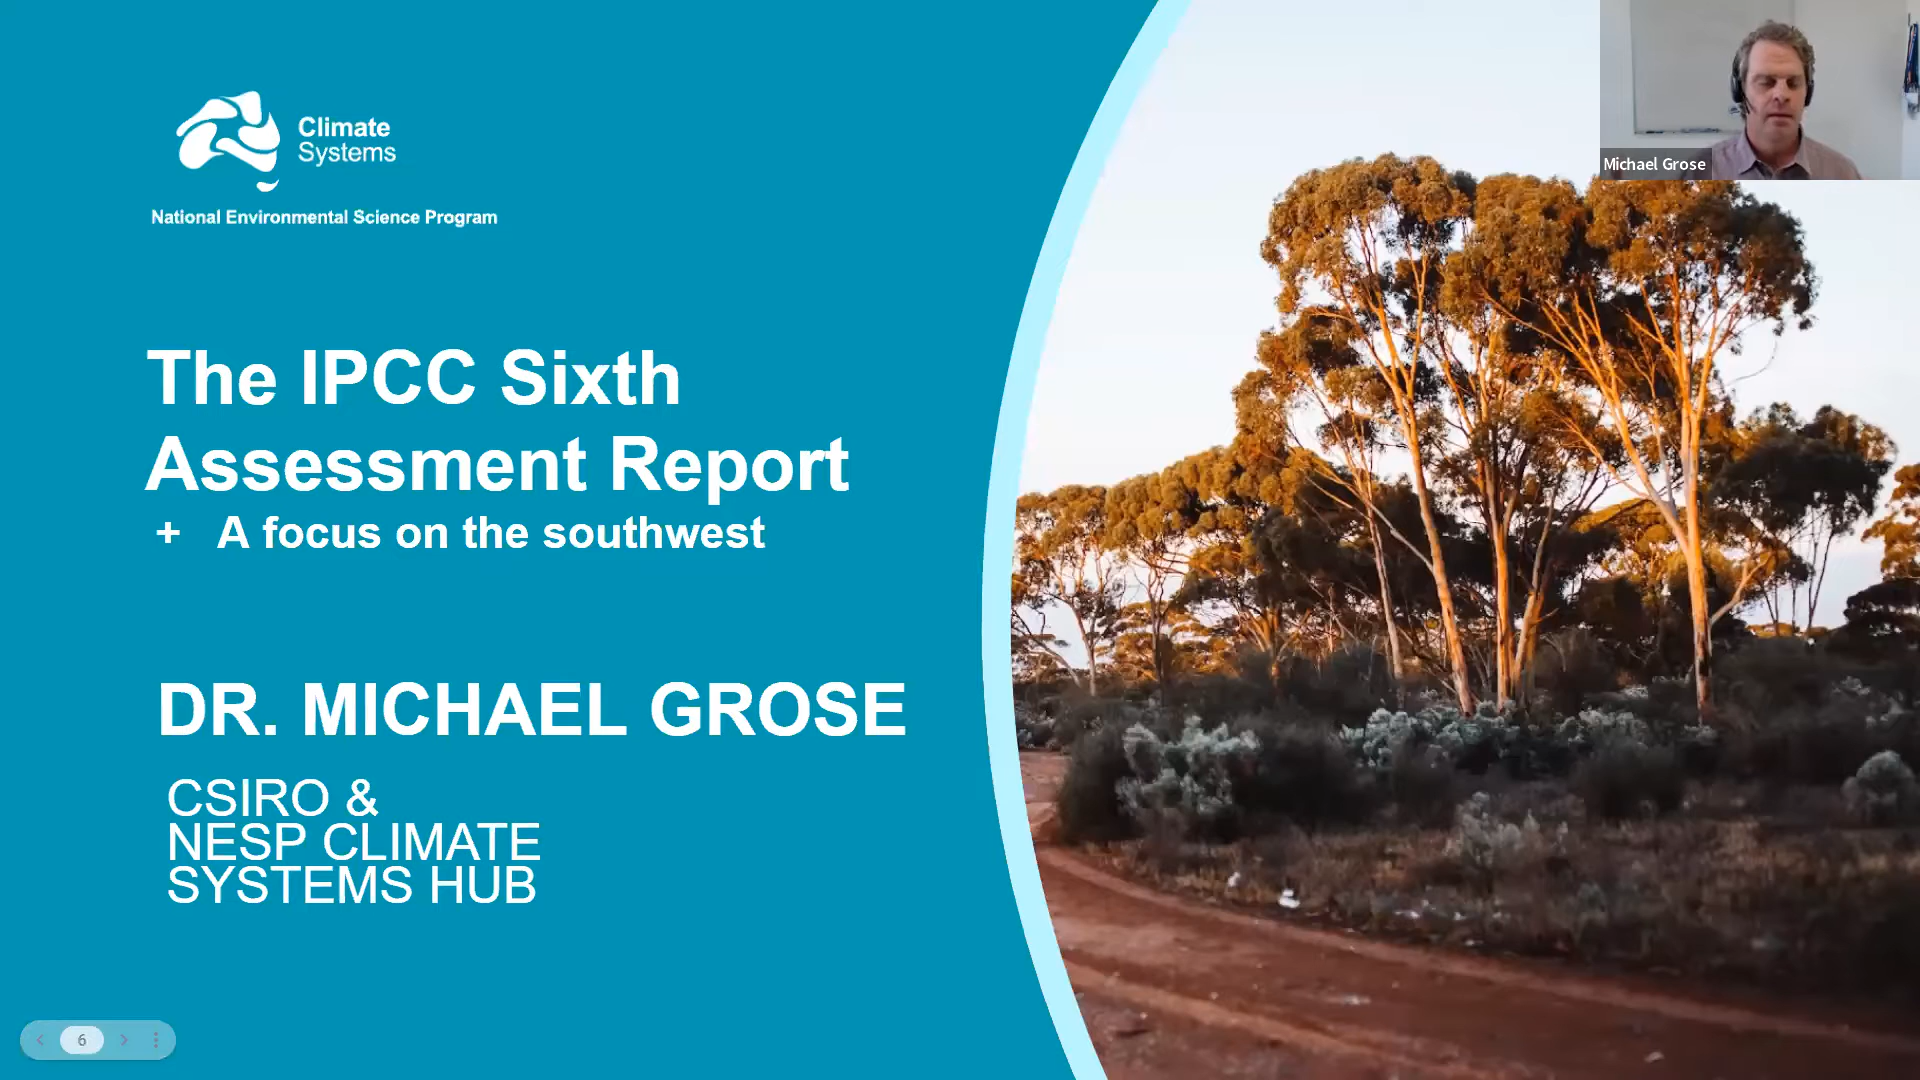 Climate
Systems
National Environmental Science Program
The IPCC Sixth
Assessment Report
+ A focus on the southwest
DR. MICHAEL GROSE
CSIRO &
NESP CLIMATE
SYSTEMS HUB
Michael Grose
6